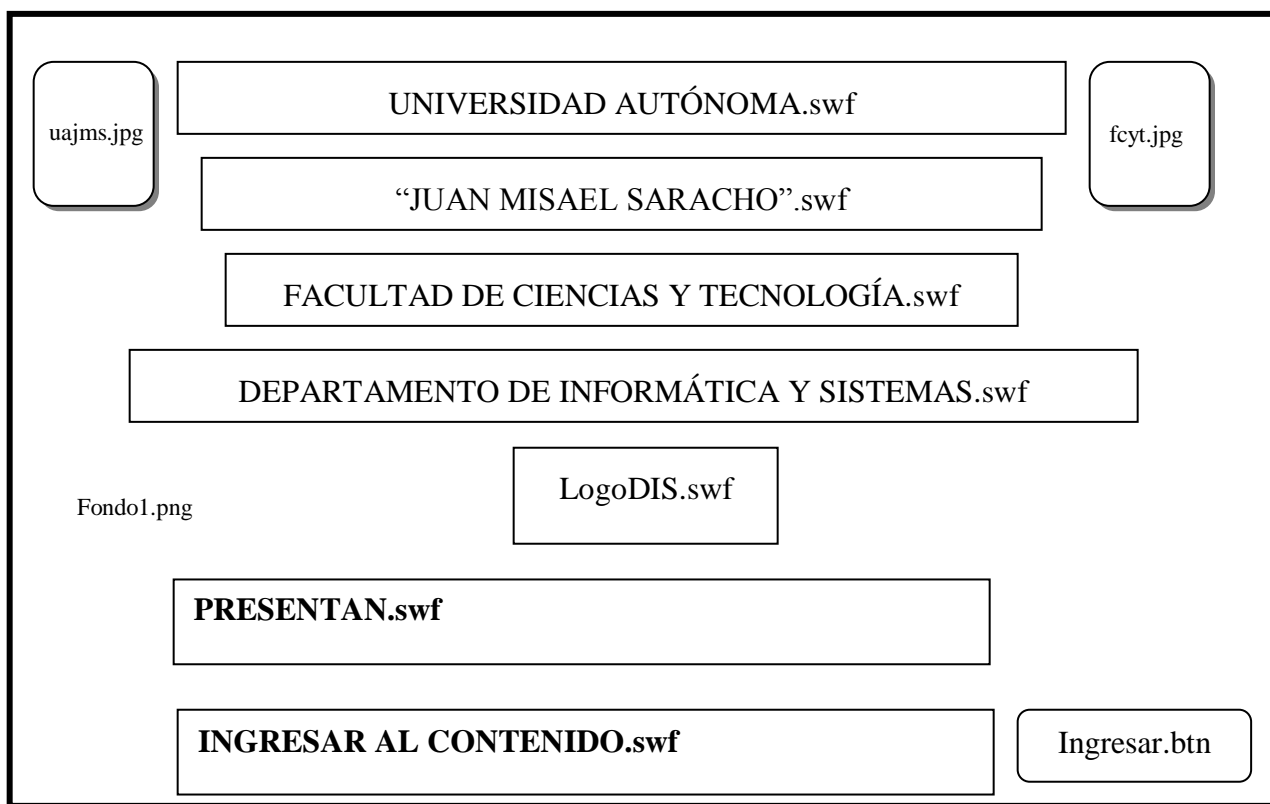 UNIVERSIDAD AUTÓNOMA.swf
uajms.jpg
fcyt.jpg
“JUAN MISAEL SARACHO”.swf
FACULTAD DE CIENCIAS Y TECNOLOGÍA.swf
DEPARTAMENTO DE INFORMÁTICA Y SISTEMAS.swf
LogoDIS.swf
Fondo1.png
PRESENTAN.swf
INGRESAR AL CONTENIDO.swf
Ingresar.btn